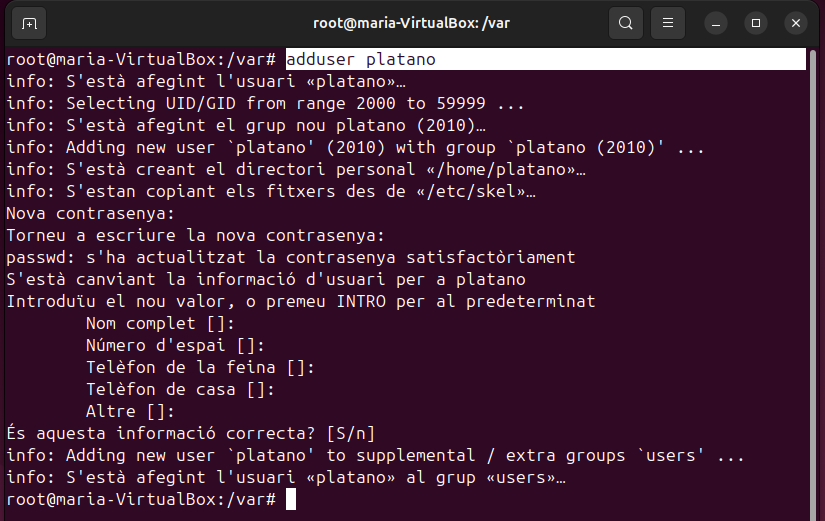 root@maria-VirtualBox: /var
root@maria-VirtualBox:/var# adduser platano
info: S'està afegint l'usuari «platano»…
info: Selecting UID/GID from range 2000 to 59999 ...
info: S'està afegint el grup nou platano (2010)…
info: Adding new user `platano' (2010) with group `platano (2010)' ...
info: S'està creant el directori personal «/home/platano»…
info: S'estan copiant els fitxers des de «/etc/skel»…
Nova contrasenya:
Torneu a escriure la nova contrasenya:
passwd: s'ha actualitzat la contrasenya satisfactòriament
S'està canviant la informació d'usuari per a platano
Introduïu el nou valor, o premeu INTRO per al predeterminat
Nom complet []:
Número d'espai []:
Telèfon de la feina []:
Telèfon de casa []:
Altre []:
És aquesta informació correcta? [S/n]
info: Adding new user `platano' to supplemental / extra groups `users' ...
info: S'està afegint l'usuari «platano» al grup «users»…
root@maria-VirtualBox:/var#